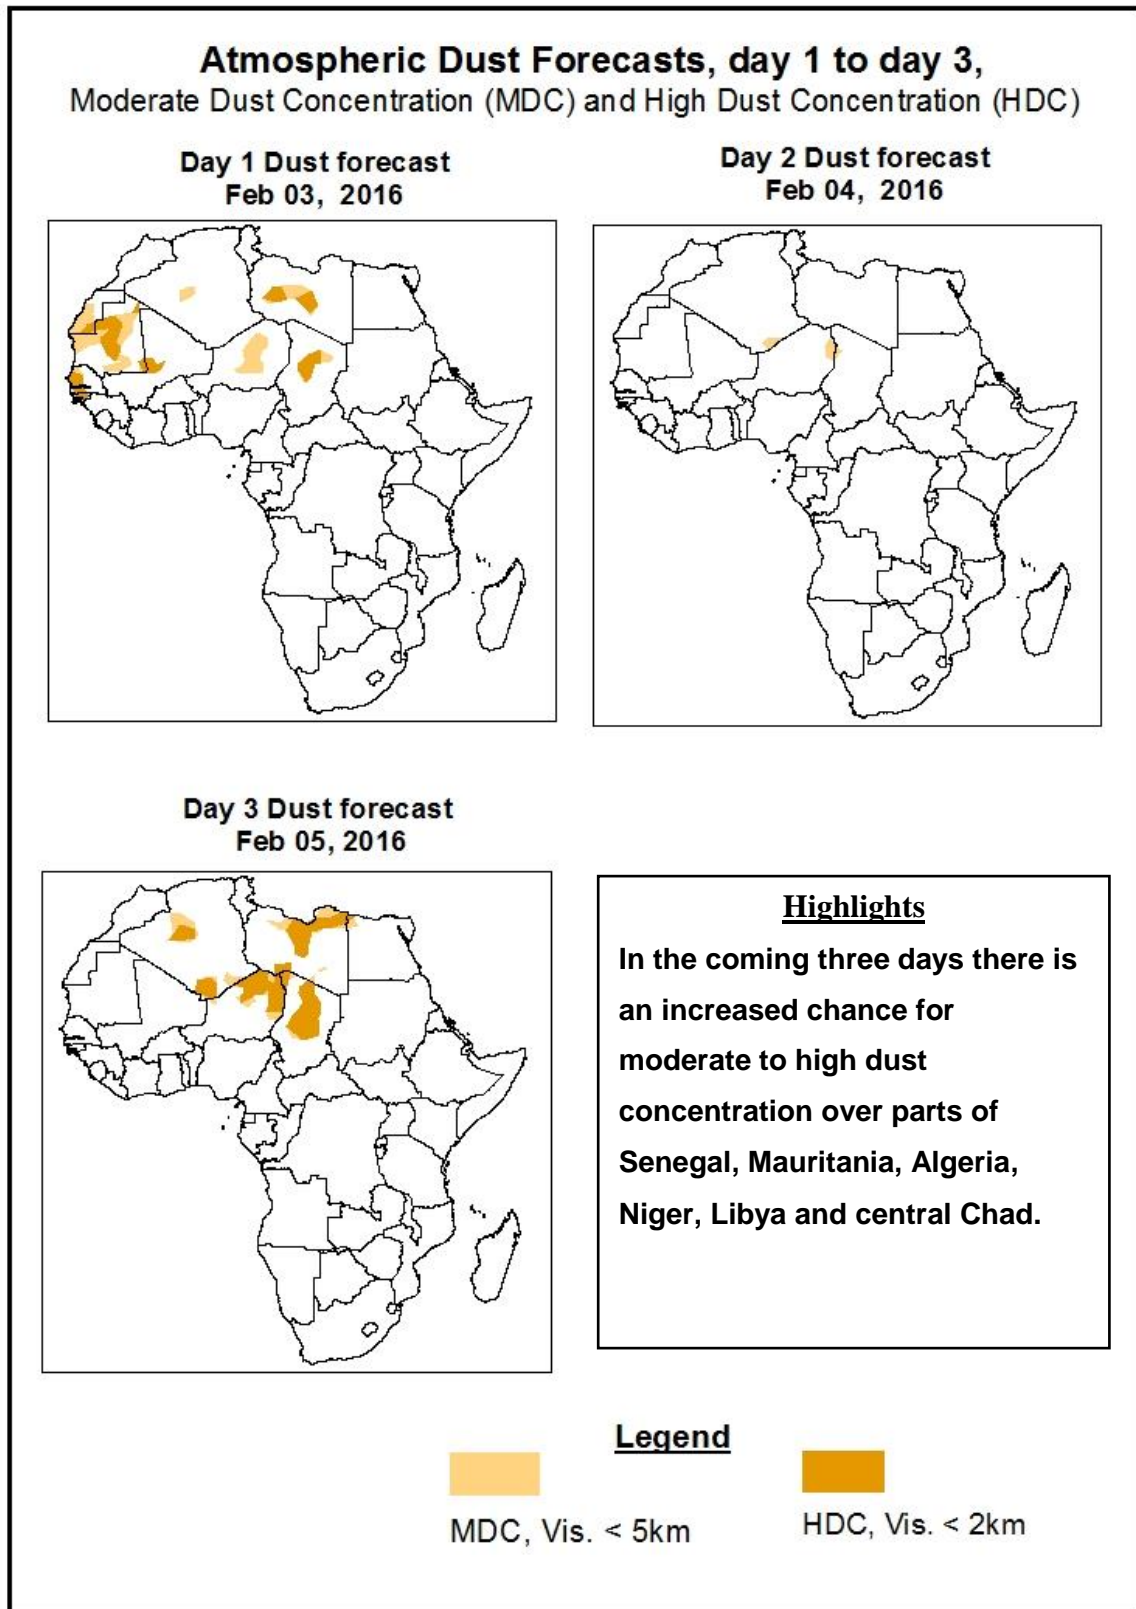 Atmospheric Dust Forecasts, day 1 to day 3,
Moderate Dust Concentration (MDC) and High Dust Concentration (HDC)
Day 1 Dust forecast
Feb 03, 2016
Day 2 Dust forecast
Feb 04, 2016
Day 3 Dust forecast
Feb 05, 2016
Highlights
In the coming three days there is
an increased chance for
moderate to high dust
concentration over parts of
Senegal, Mauritania, Algeria,
Niger, Libya and central Chad.
Legend
MDC, Vis. < 5km
HDC, Vis. < 2km